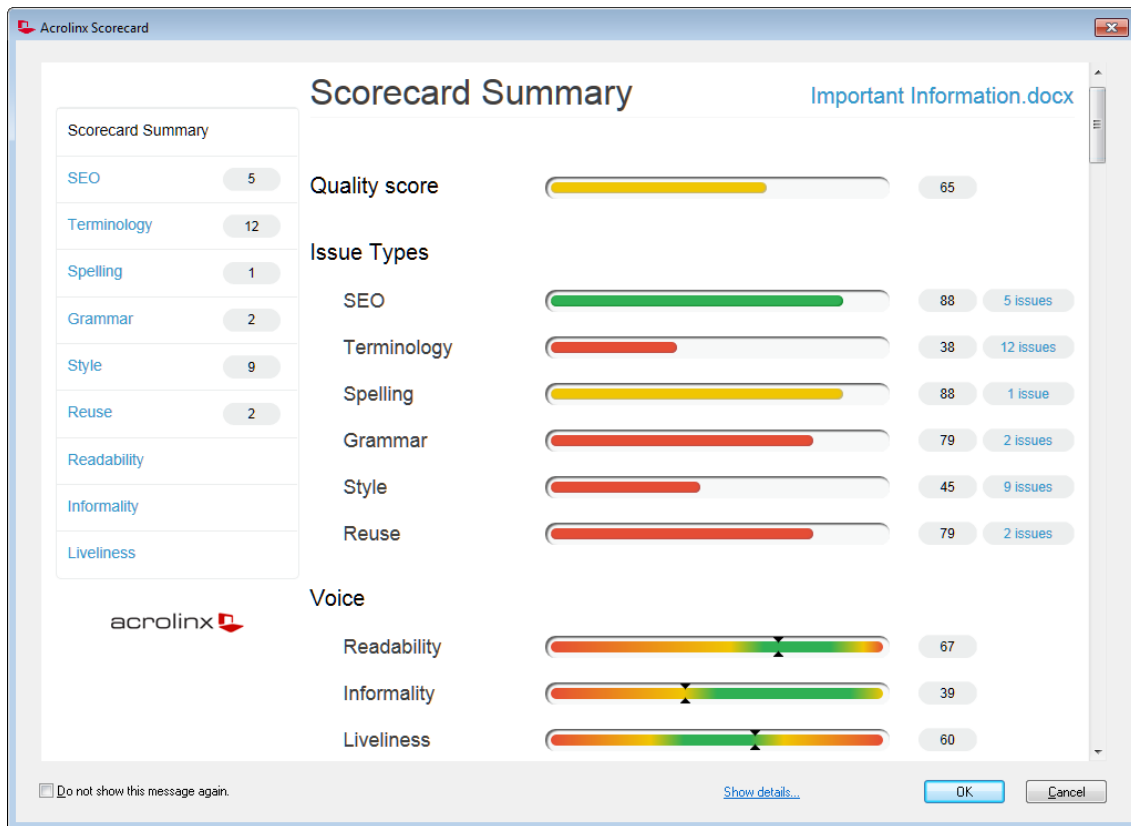 Acrolinx Scorecard
Scorecard Summary
SEO 5
Terminology 12
Spelling 1
Grammar 2
Style 9
Reuse 2
Readability
Informality
Liveliness
acrolinx
Scorecard Summary Important Information.docx
Quality score 65
Issue Types
SEO 88 5 issues
Terminology 38 12 issues
Spelling 88 1 issue
Grammar 79 2 issues
Style 45 9 issues
Reuse 79 2 issues
Voice
Readability 67
Informality 39
Liveliness 60
Do not show this message again. Show details... OK Cancel